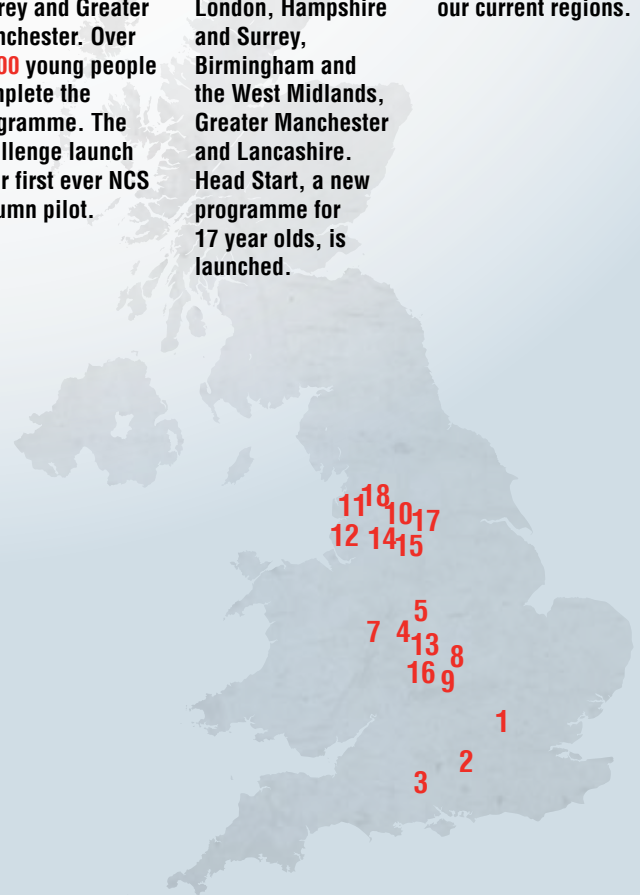 rey and Greater
nchester. Over
00 young people
plete the
gramme. The
llenge launch
r first ever NCS
umn pilot.
London, Hampshire
and Surrey,
Birmingham and
the West Midlands,
Greater Manchester
and Lancashire.
Head Start, a new
programme for
17 year olds, is
launched.
our current regions.
18
11
10
17
12
14
15
5
7
4
13
8
16
9
1
2
3